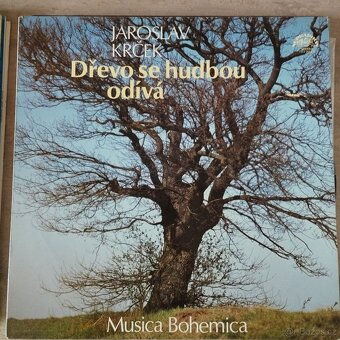 JAROSLAV
KRČEK
Dřevo se hudbou
odívá
Musica Bohemica